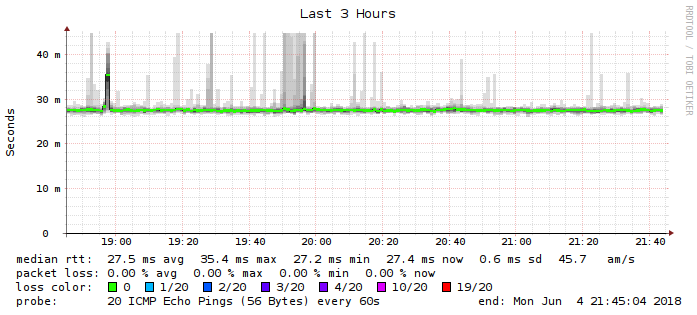 Last 3 Hours
RRDTOOL / TOBI OETIKER
Seconds
40 m
30 m
20 m
10 m
0
19:00 19:20 19:40 20:00 20:20 20:40 21:00 21:20 21:40
median rtt: 27.5 ms avg 35.4 ms max 27.2 ms min 27.4 ms now 0.6 ms sd 45.7 am/s
packet loss: 0.00 % avg 0.00 % max 0.00 % min 0.00 % now
loss color: 0 1/20 2/20 3/20 4/20 10/20 19/20
probe: 20 ICMP Echo Pings (56 Bytes) every 60s end: Mon Jun 4 21:45:04 2018